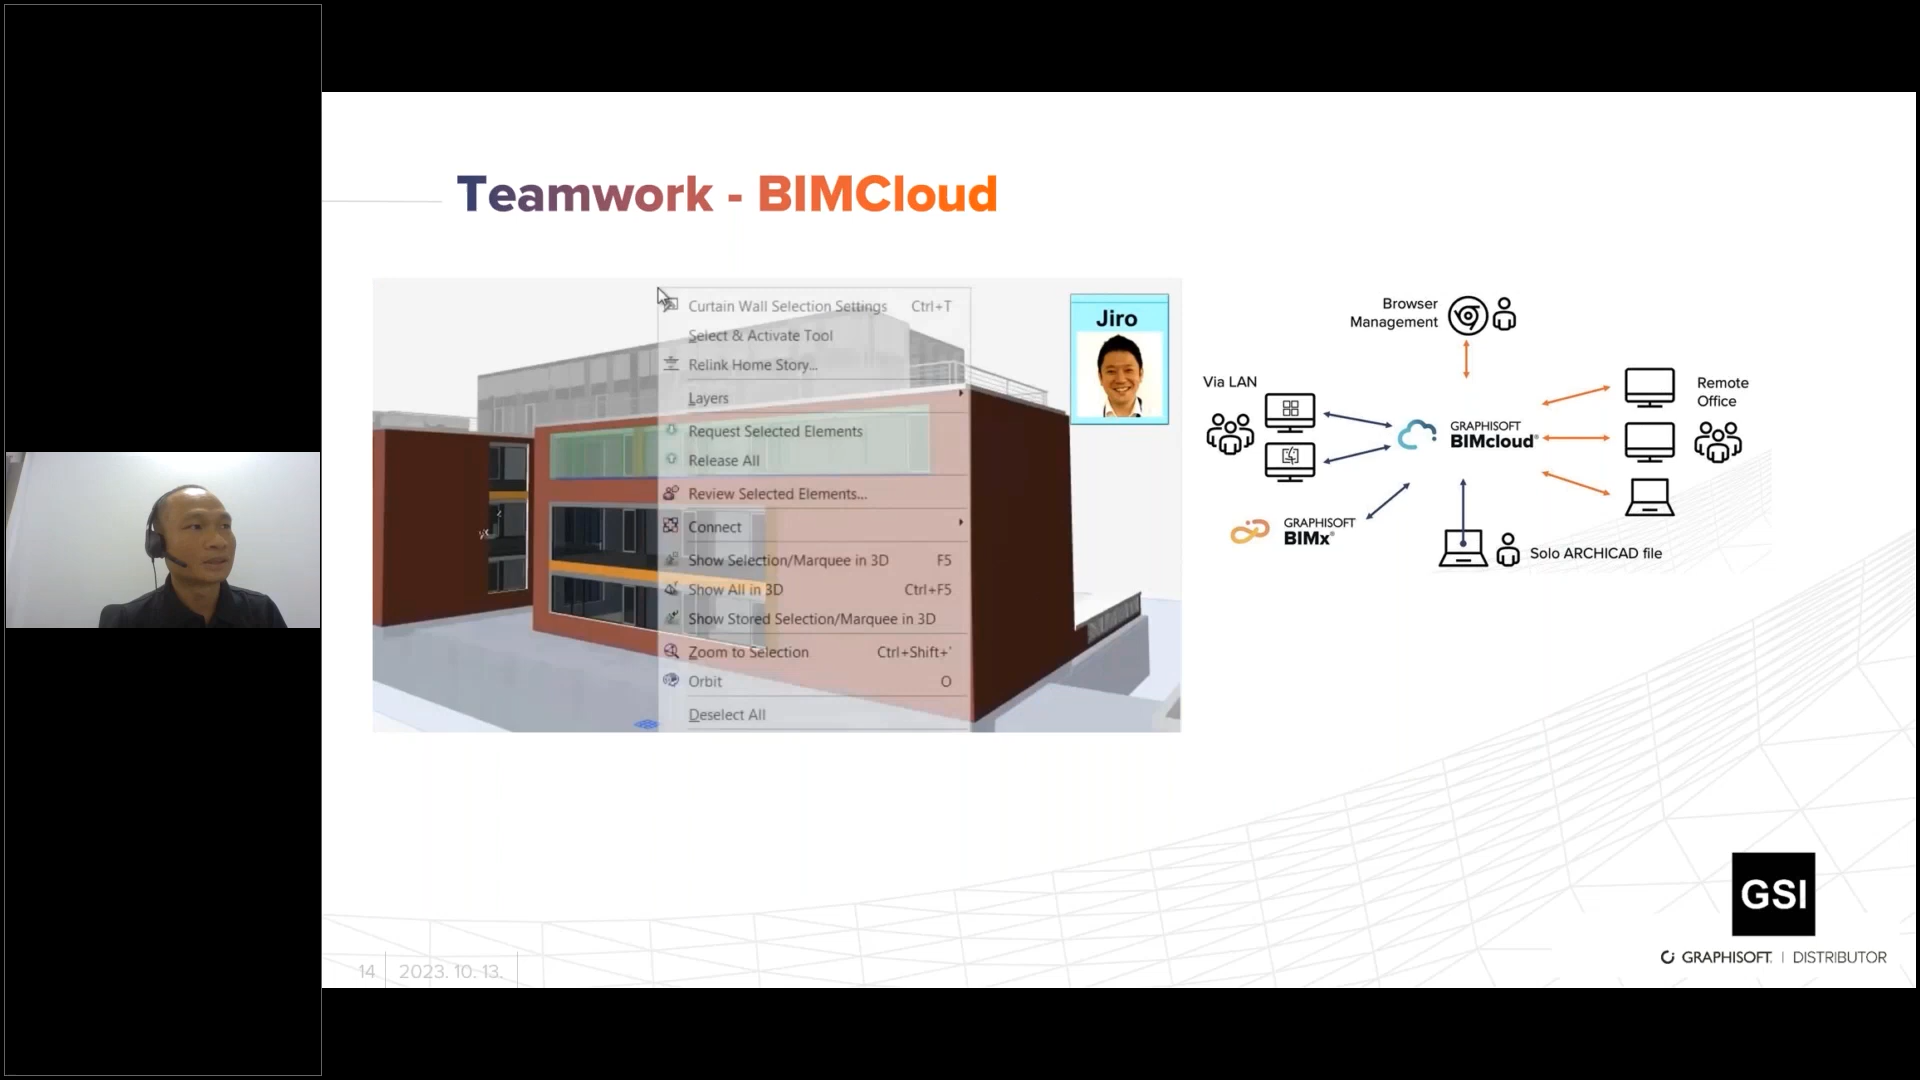 Teamwork - BIMCloud
Curtain Wall Selection Settings Ctrl+T
Select & Activate Tool
Relink Home Story...
Layers
Request Selected Elements
Release All
Review Selected Elements...
Connect
Show Selection/Marquee in 3D F5
Show All in 3D Ctrl+F5
Show Stored Selection/Marquee in 3D
Zoom to Selection Ctrl+Shift+'
Orbit O
Deselect All
Jiro
Browser
Management
Via LAN
GRAPHISOFT
BIMcloud®
Remote
Office
GRAPHISOFT
BIMx®
Solo ARCHICAD file
GSI
GRAPHISOFT. | DISTRIBUTOR
14 2023. 10. 13.